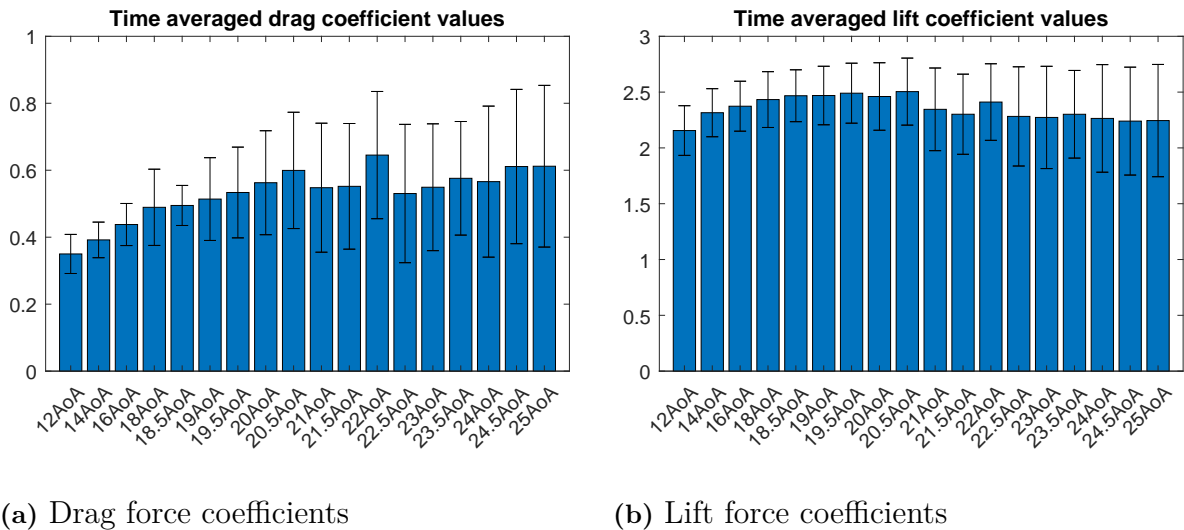 Time averaged drag coefficient values
1
0.8
0.6
0.4
0.2
0
12AoA
14AoA
16AoA
18AoA
18.5AoA
19AoA
19.5AoA
20AoA
20.5AoA
21AoA
21.5AoA
22AoA
22.5AoA
23AoA
23.5AoA
24AoA
24.5AoA
25AoA
(a) Drag force coefficients
Time averaged lift coefficient values
3
2.5
2
1.5
1
0.5
0
12AoA
14AoA
16AoA
18AoA
18.5AoA
19AoA
19.5AoA
20AoA
20.5AoA
21AoA
21.5AoA
22AoA
22.5AoA
23AoA
23.5AoA
24AoA
24.5AoA
25AoA
(b) Lift force coefficients